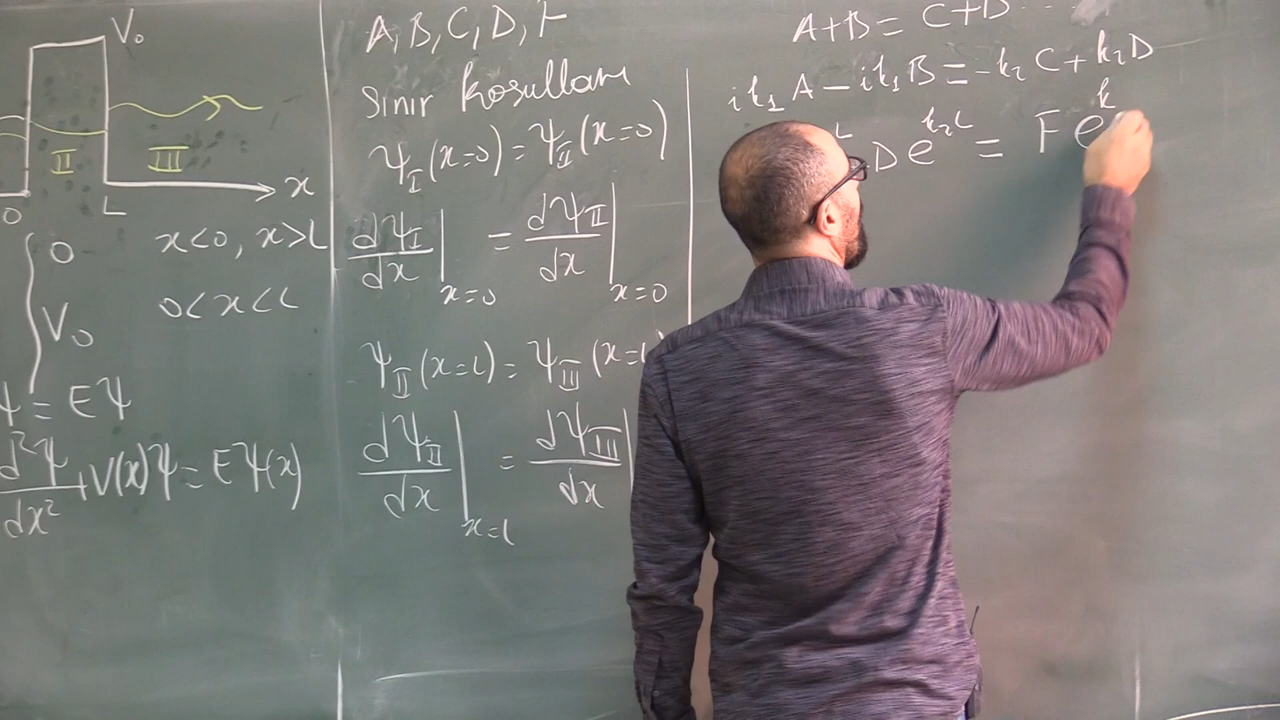 V₀
II
III
x
0
L
0 x<0, x>L
V₀ 0<x<L
Ψ = EΨ
d²Ψ/dx² + V(x)Ψ = EΨ(x)
A, B, C, D, F
Sınır koşulları
Ψ_I(x=0) = Ψ_II(x=0)
dΨ_I/dx |x=0 = dΨ_II/dx |x=0
Ψ_II(x=L) = Ψ_III(x=L
dΨ_II/dx |x=L = dΨ_III/dx |
A+B = C+D ...
ik₁A − ik₁B = −k₂C + k₂D
L De^k₂L = Fe^k